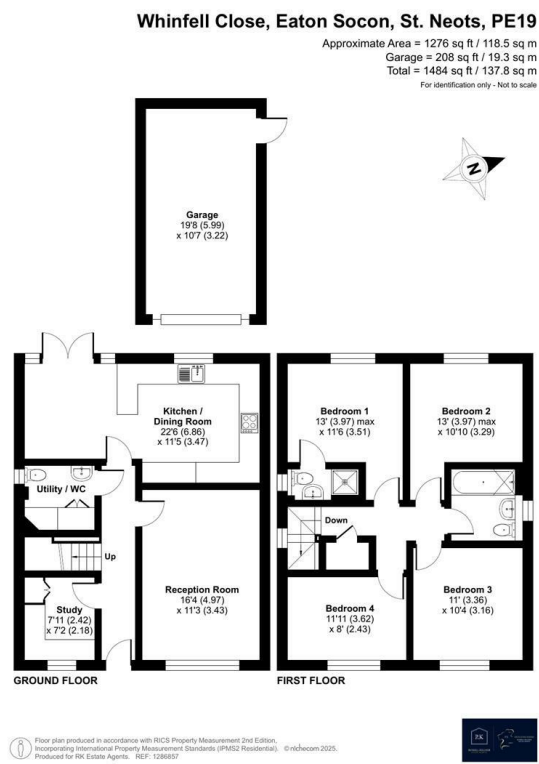 Whinfell Close, Eaton Socon, St. Neots, PE19
Approximate Area = 1276 sq ft / 118.5 sq m
Garage = 208 sq ft / 19.3 sq m
Total = 1484 sq ft / 137.8 sq m
For identification only - Not to scale
N
Garage
19'8 (5.99)
x 10'7 (3.22)
Kitchen /
Dining Room
22'6 (6.86)
x 11'5 (3.47)
Utility / WC
Up
Reception Room
16'4 (4.97)
x 11'3 (3.43)
Study
7'11 (2.42)
x 7'2 (2.18)
GROUND FLOOR
Bedroom 1
13' (3.97) max
x 11'6 (3.51)
Bedroom 2
13' (3.97) max
x 10'10 (3.29)
Down
Bedroom 3
11' (3.36)
x 10'4 (3.16)
Bedroom 4
11'11 (3.62)
x 8' (2.43)
FIRST FLOOR
Floor plan produced in accordance with RICS Property Measurement 2nd Edition,
Incorporating International Property Measurement Standards (IPMS2 Residential). © nichecom 2025.
Produced for RK Estate Agents. REF: 1286857